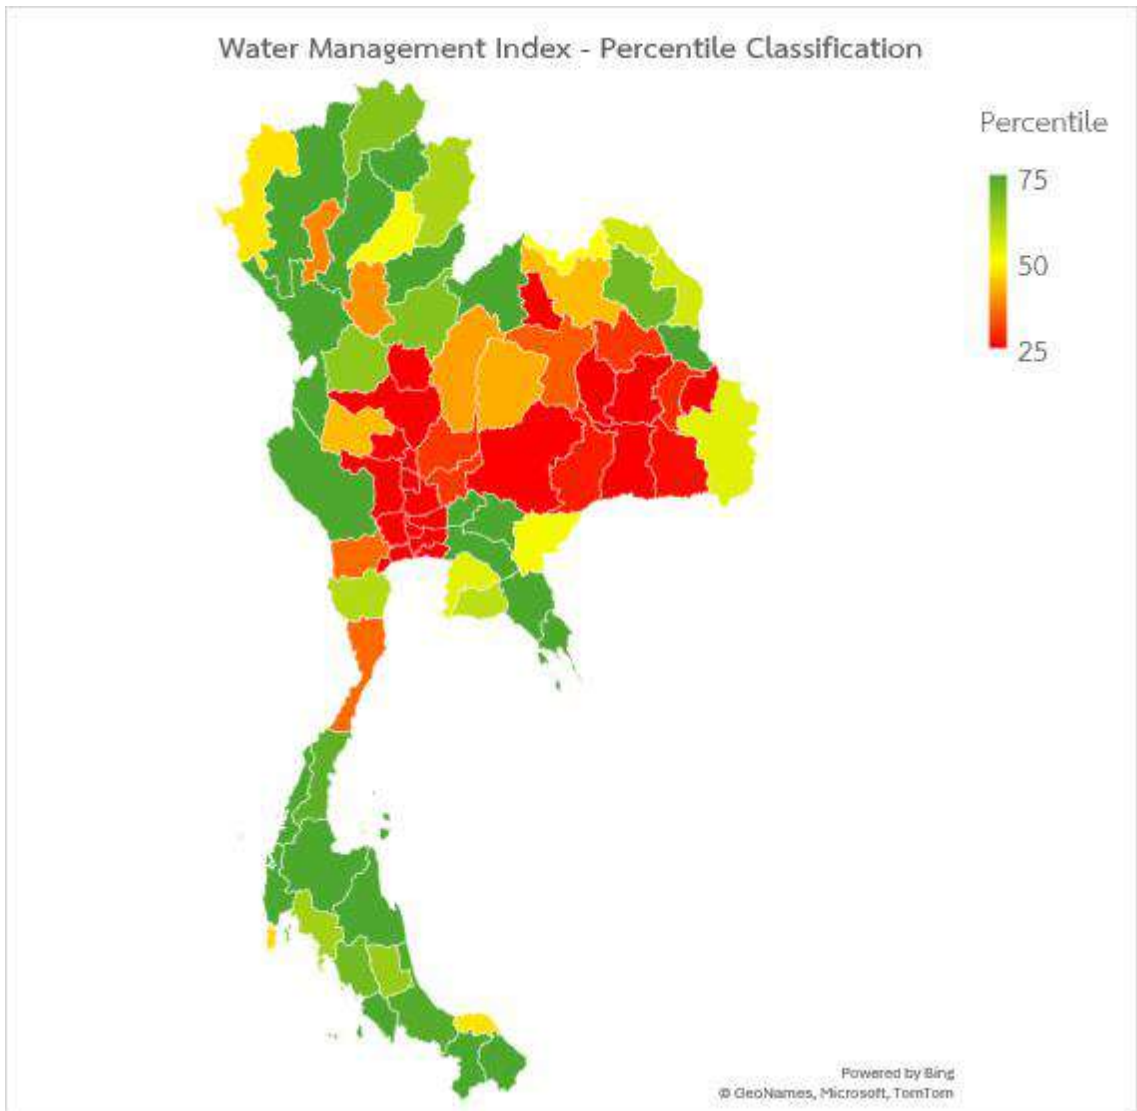 Water Management Index - Percentile Classification
Percentile
75
50
25
Powered by Bing
© GeoNames, Microsoft, TomTom